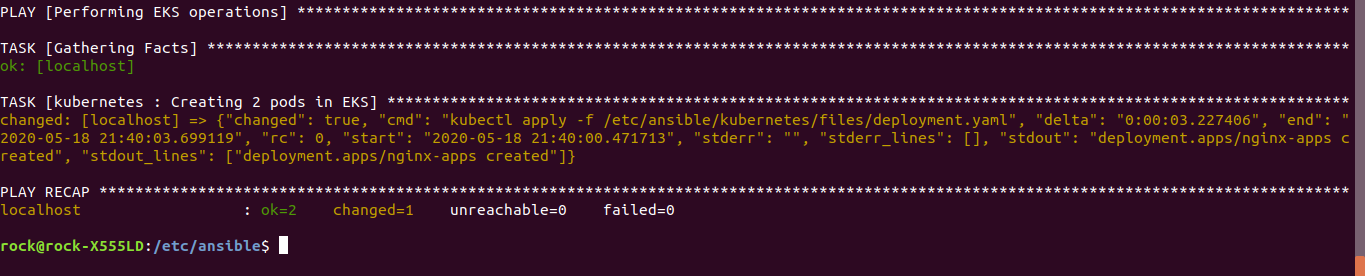 PLAY [Performing EKS operations] *********************************************************************************************************************
TASK [Gathering Facts] *******************************************************************************************************************************
ok: [localhost]
TASK [kubernetes : Creating 2 pods in EKS] ***********************************************************************************************************
changed: [localhost] => {"changed": true, "cmd": "kubectl apply -f /etc/ansible/kubernetes/files/deployment.yaml", "delta": "0:00:03.227406", "end": "
2020-05-18 21:40:03.699119", "rc": 0, "start": "2020-05-18 21:40:00.471713", "stderr": "", "stderr_lines": [], "stdout": "deployment.apps/nginx-apps c
reated", "stdout_lines": ["deployment.apps/nginx-apps created"]}
PLAY RECAP *******************************************************************************************************************************************
localhost                  : ok=2    changed=1    unreachable=0    failed=0
rock@rock-X555LD:/etc/ansible$